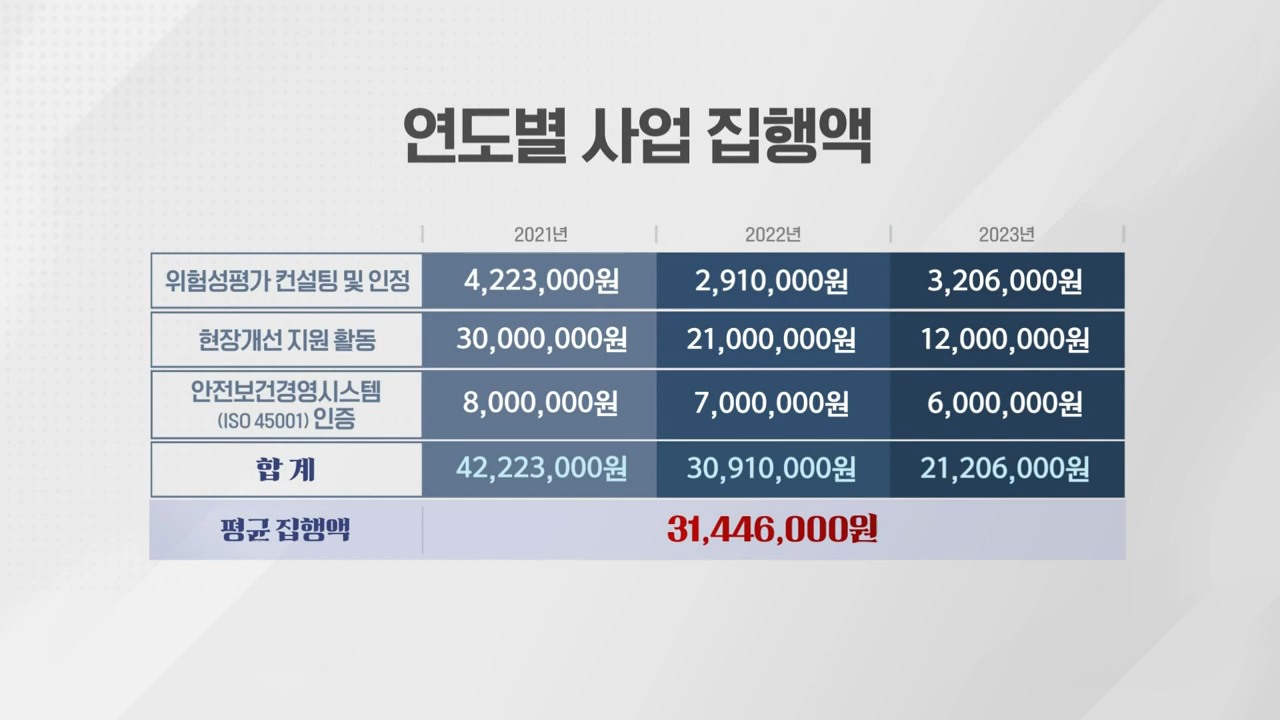 연도별 사업 집행액
2021년 2022년 2023년
위험성평가 컨설팅 및 인정 4,223,000원 2,910,000원 3,206,000원
현장개선 지원 활동 30,000,000원 21,000,000원 12,000,000원
안전보건경영시스템
(ISO 45001) 인증 8,000,000원 7,000,000원 6,000,000원
합 계 42,223,000원 30,910,000원 21,206,000원
평균 집행액 31,446,000원